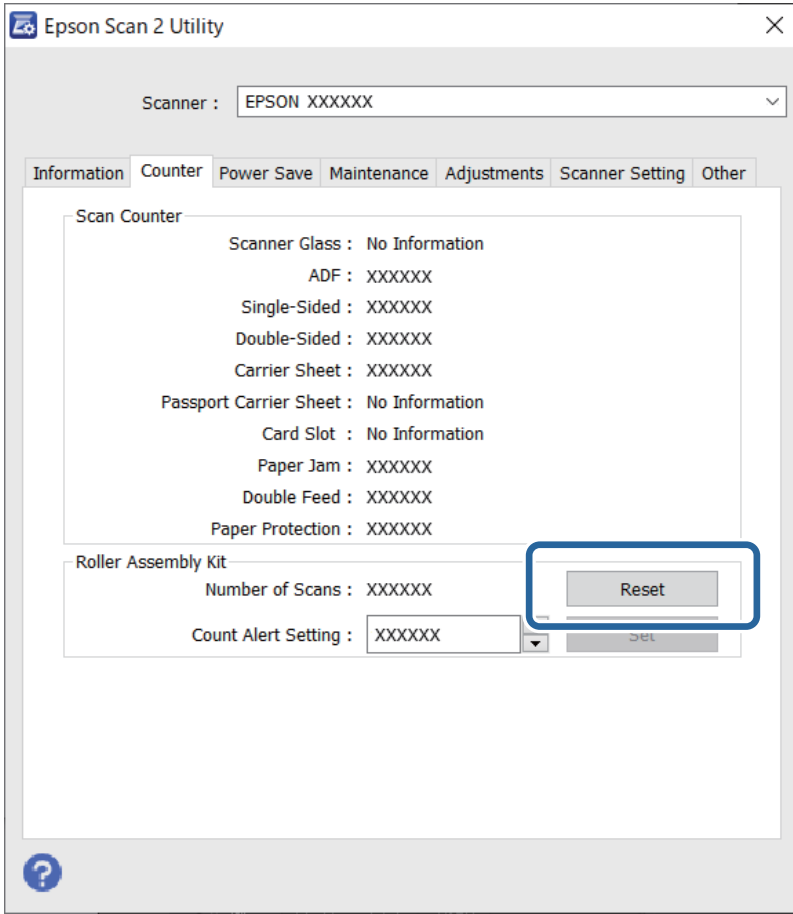 Epson Scan 2 Utility
Scanner : EPSON XXXXXX
Information Counter Power Save Maintenance Adjustments Scanner Setting Other
Scan Counter
Scanner Glass : No Information
ADF : XXXXXX
Single-Sided : XXXXXX
Double-Sided : XXXXXX
Carrier Sheet : XXXXXX
Passport Carrier Sheet : No Information
Card Slot : No Information
Paper Jam : XXXXXX
Double Feed : XXXXXX
Paper Protection : XXXXXX
Roller Assembly Kit
Number of Scans : XXXXXX Reset
Count Alert Setting : XXXXXX Set
?